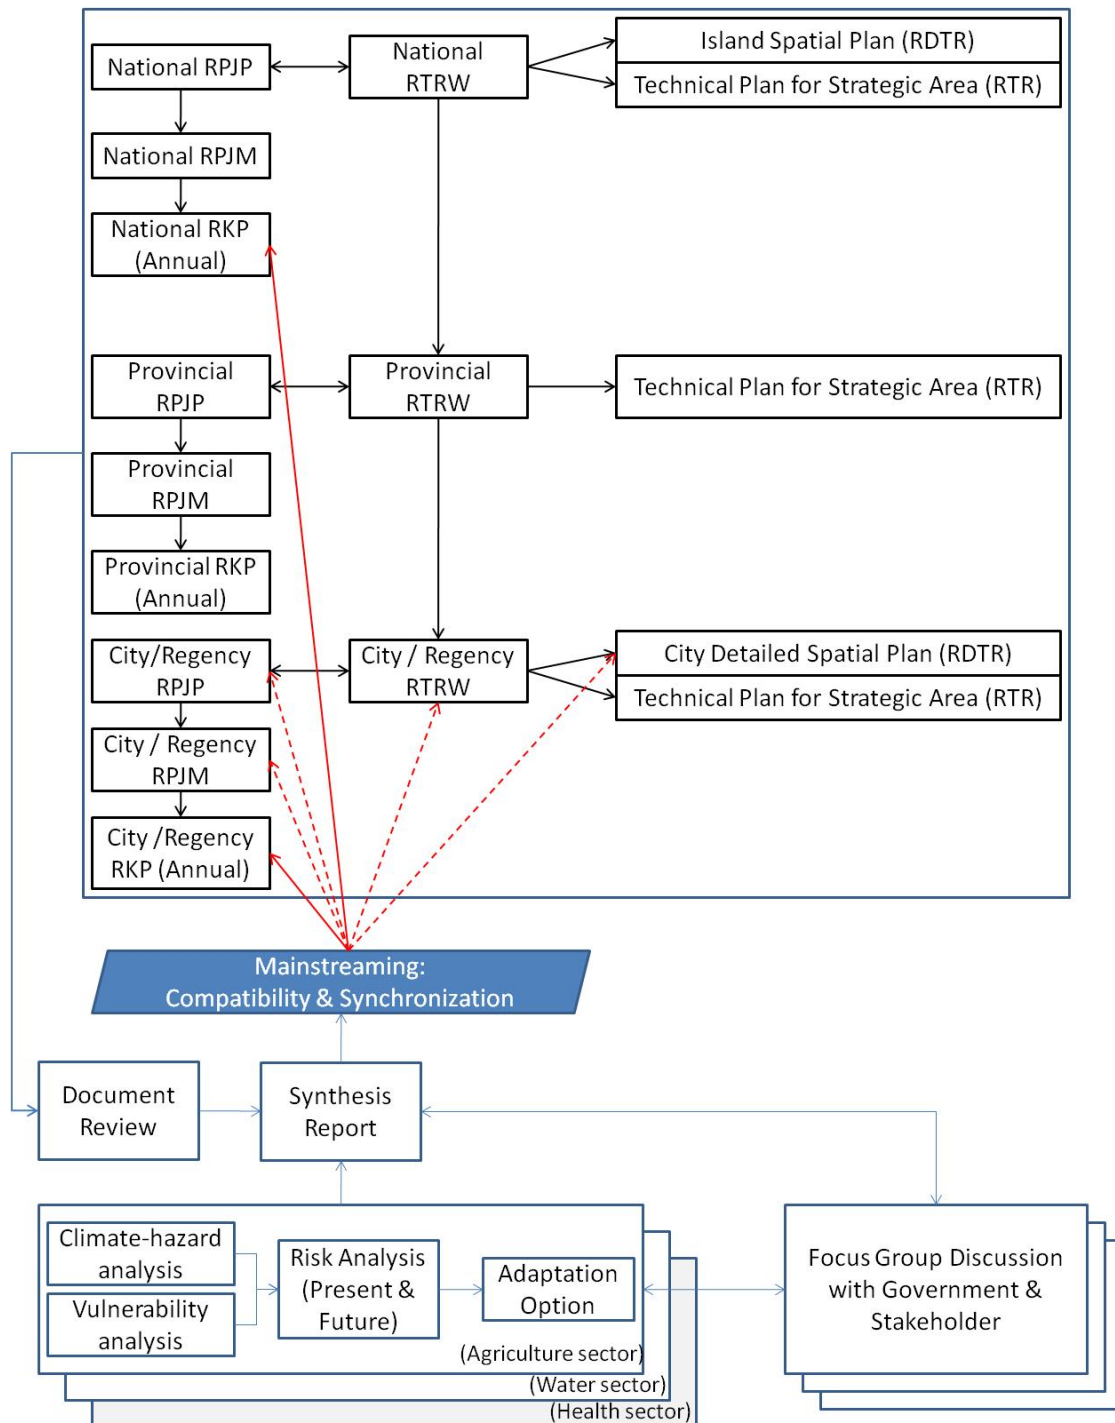 National RPJP
National
RTRW
Island Spatial Plan (RDTR)
Technical Plan for Strategic Area (RTR)
National RPJM
National RKP
(Annual)
Provincial
RPJP
Provincial
RTRW
Technical Plan for Strategic Area (RTR)
Provincial
RPJM
Provincial RKP
(Annual)
City/Regency
RPJP
City / Regency
RTRW
City Detailed Spatial Plan (RDTR)
Technical Plan for Strategic Area (RTR)
City / Regency
RPJM
City /Regency
RKP (Annual)
Mainstreaming:
Compatibility & Synchronization
Document
Review
Synthesis
Report
Climate-hazard
analysis
Vulnerability
analysis
Risk Analysis
(Present &
Future)
Adaptation
Option
(Agriculture sector)
(Water sector)
(Health sector)
Focus Group Discussion
with Government &
Stakeholder